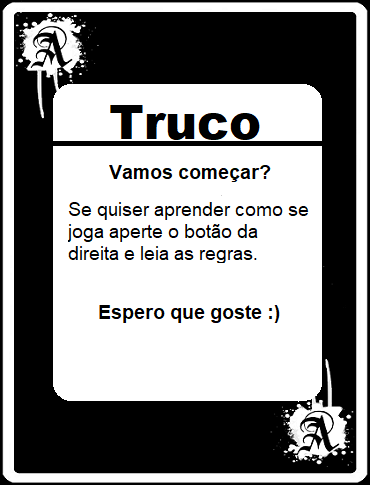 A
Truco
Vamos começar?
Se quiser aprender como se
joga aperte o botão da
direita e leia as regras.
Espero que goste :)
A